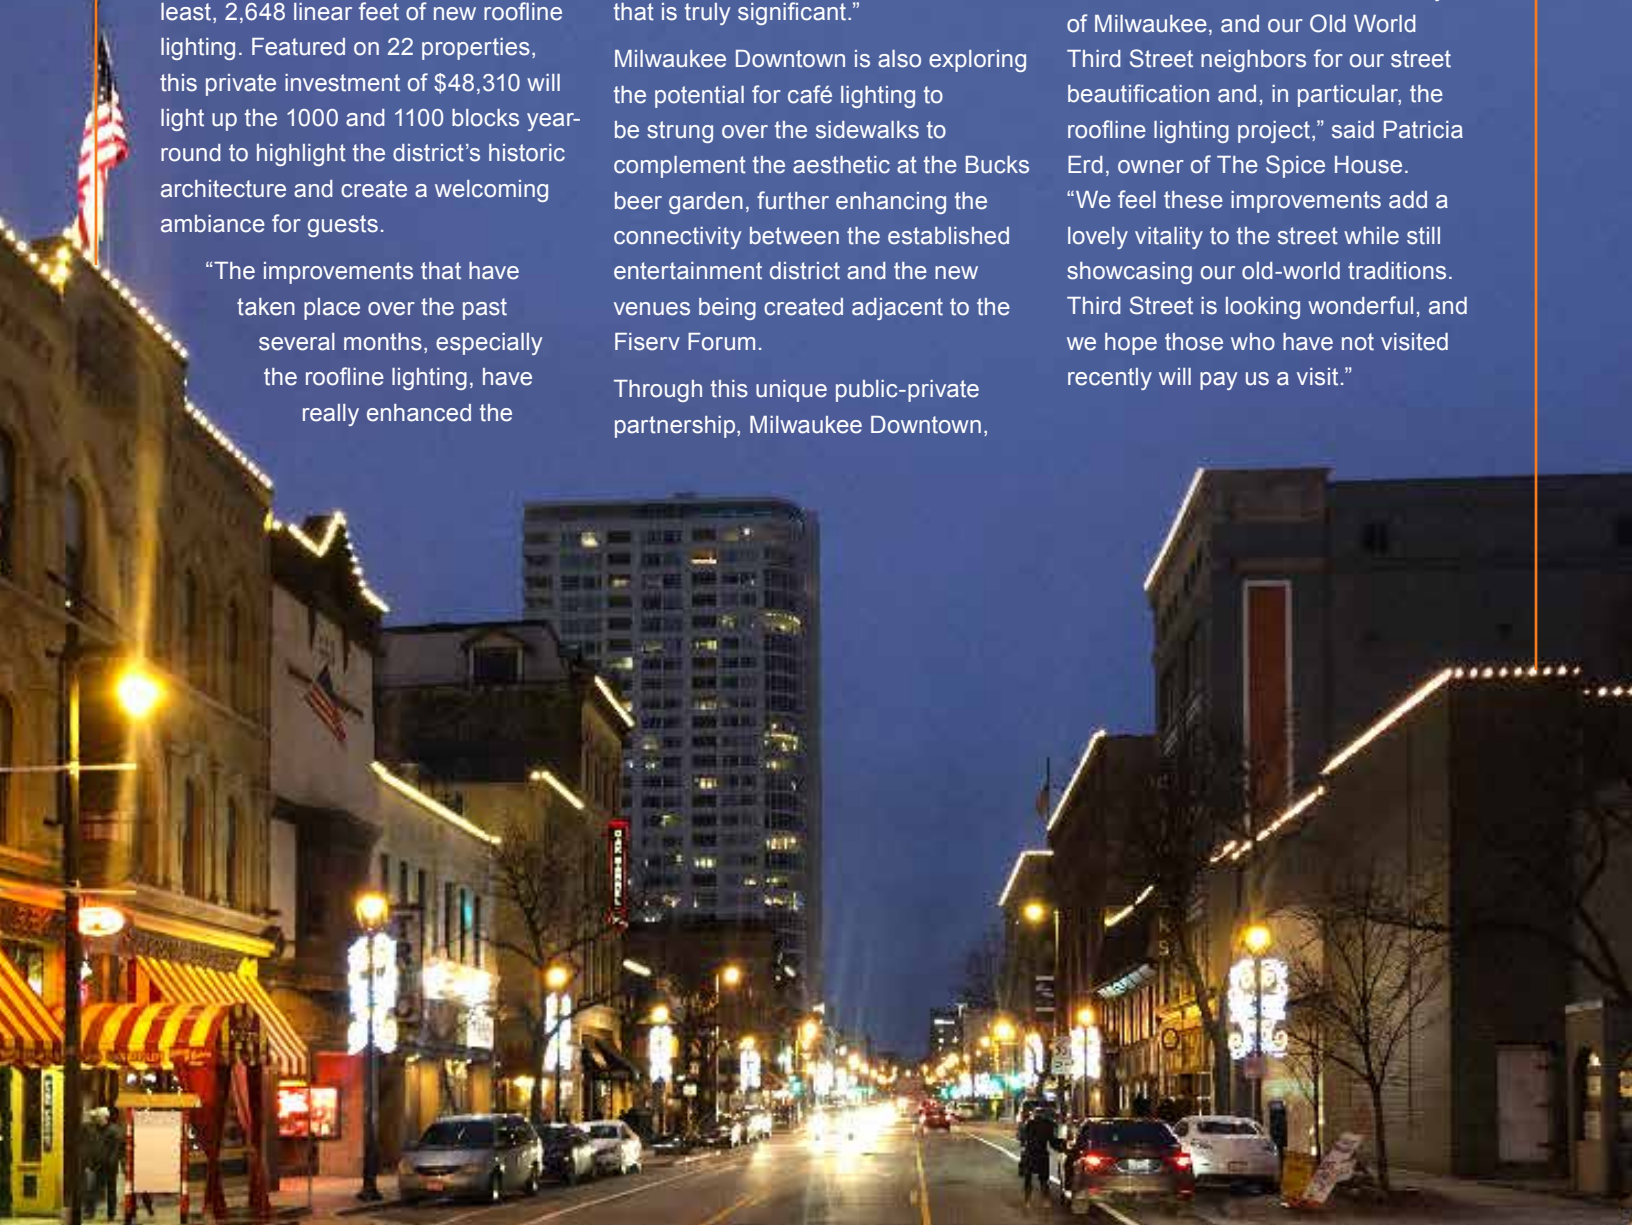 least, 2,648 linear feet of new roofline
lighting. Featured on 22 properties,
this private investment of $48,310 will
light up the 1000 and 1100 blocks year-
round to highlight the district’s historic
architecture and create a welcoming
ambiance for guests.
“The improvements that have
taken place over the past
several months, especially
the roofline lighting, have
really enhanced the
that is truly significant.”
Milwaukee Downtown is also exploring
the potential for café lighting to
be strung over the sidewalks to
complement the aesthetic at the Bucks
beer garden, further enhancing the
connectivity between the established
entertainment district and the new
venues being created adjacent to the
Fiserv Forum.
Through this unique public-private
partnership, Milwaukee Downtown,
of Milwaukee, and our Old World
Third Street neighbors for our street
beautification and, in particular, the
roofline lighting project,” said Patricia
Erd, owner of The Spice House.
“We feel these improvements add a
lovely vitality to the street while still
showcasing our old-world traditions.
Third Street is looking wonderful, and
we hope those who have not visited
recently will pay us a visit.”
OAK BARREL